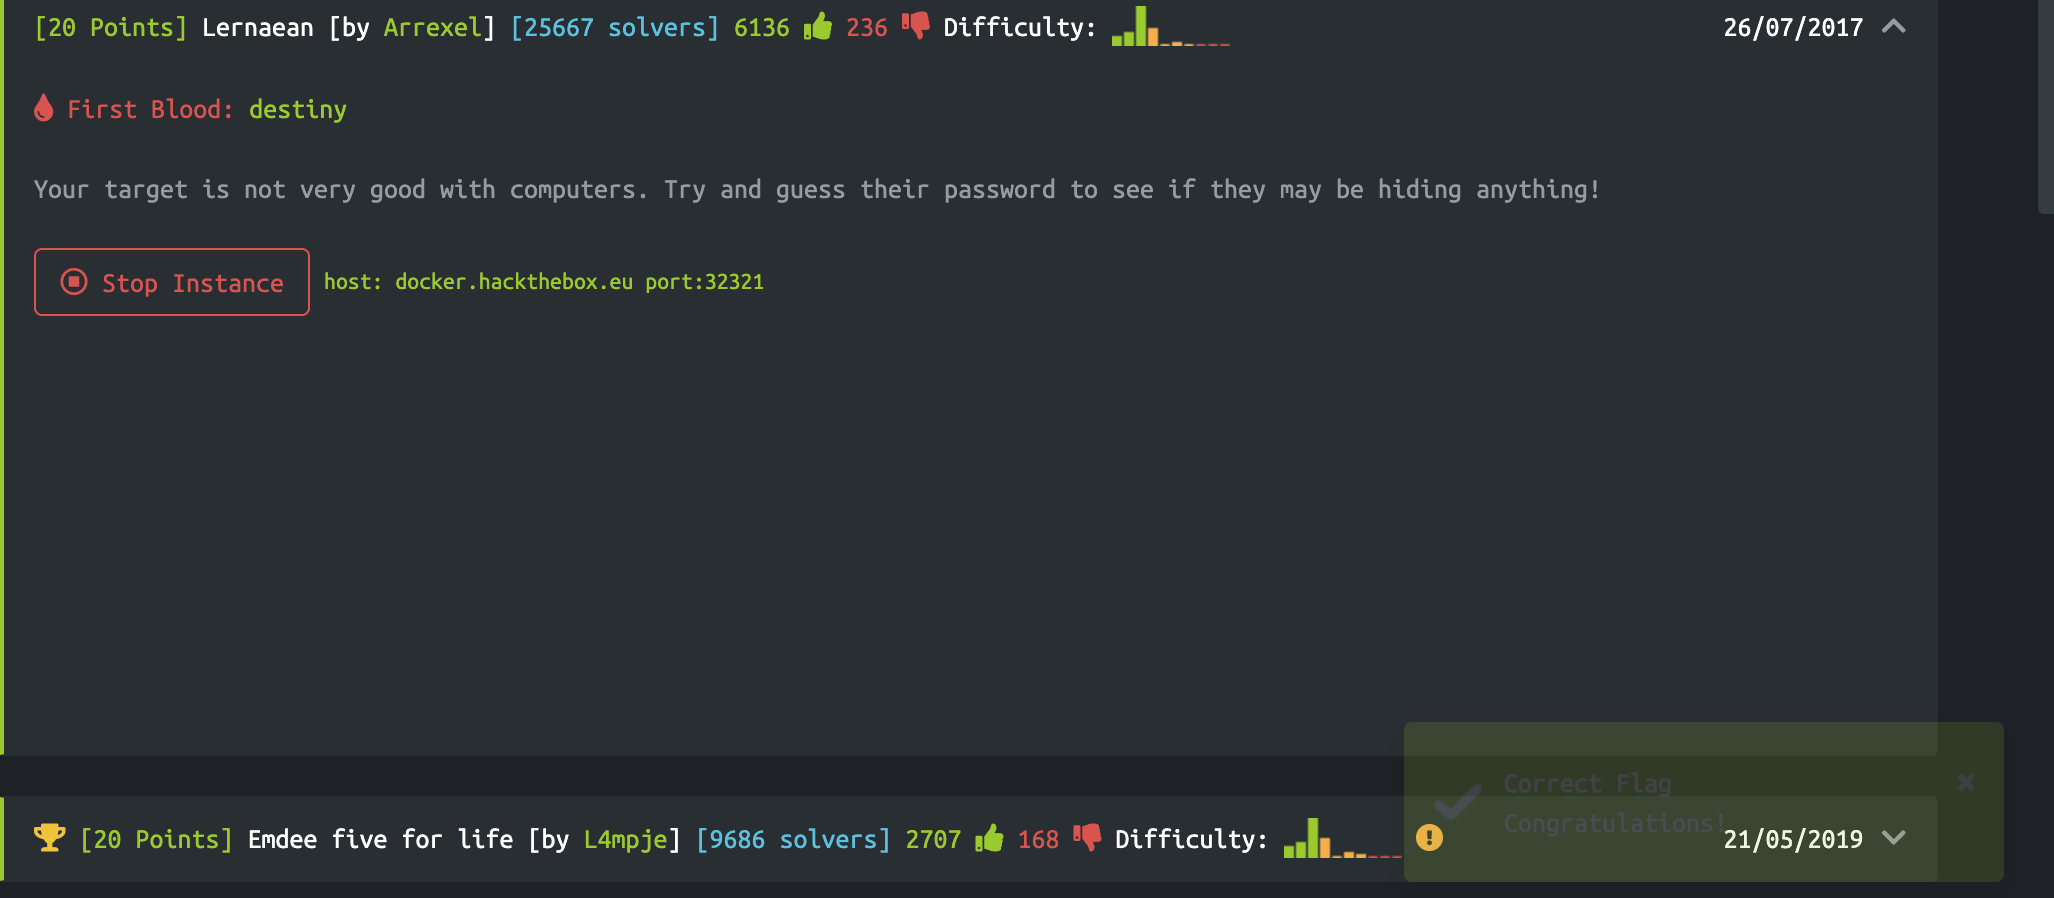 [20 Points] Lernaean [by Arrexel] [25667 solvers] 6136 236 Difficulty: 26/07/2017
First Blood: destiny
Your target is not very good with computers. Try and guess their password to see if they may be hiding anything!
Stop Instance host: docker.hackthebox.eu port:32321
Correct Flag
Congratulations!
[20 Points] Emdee five for life [by L4mpje] [9686 solvers] 2707 168 Difficulty: 21/05/2019